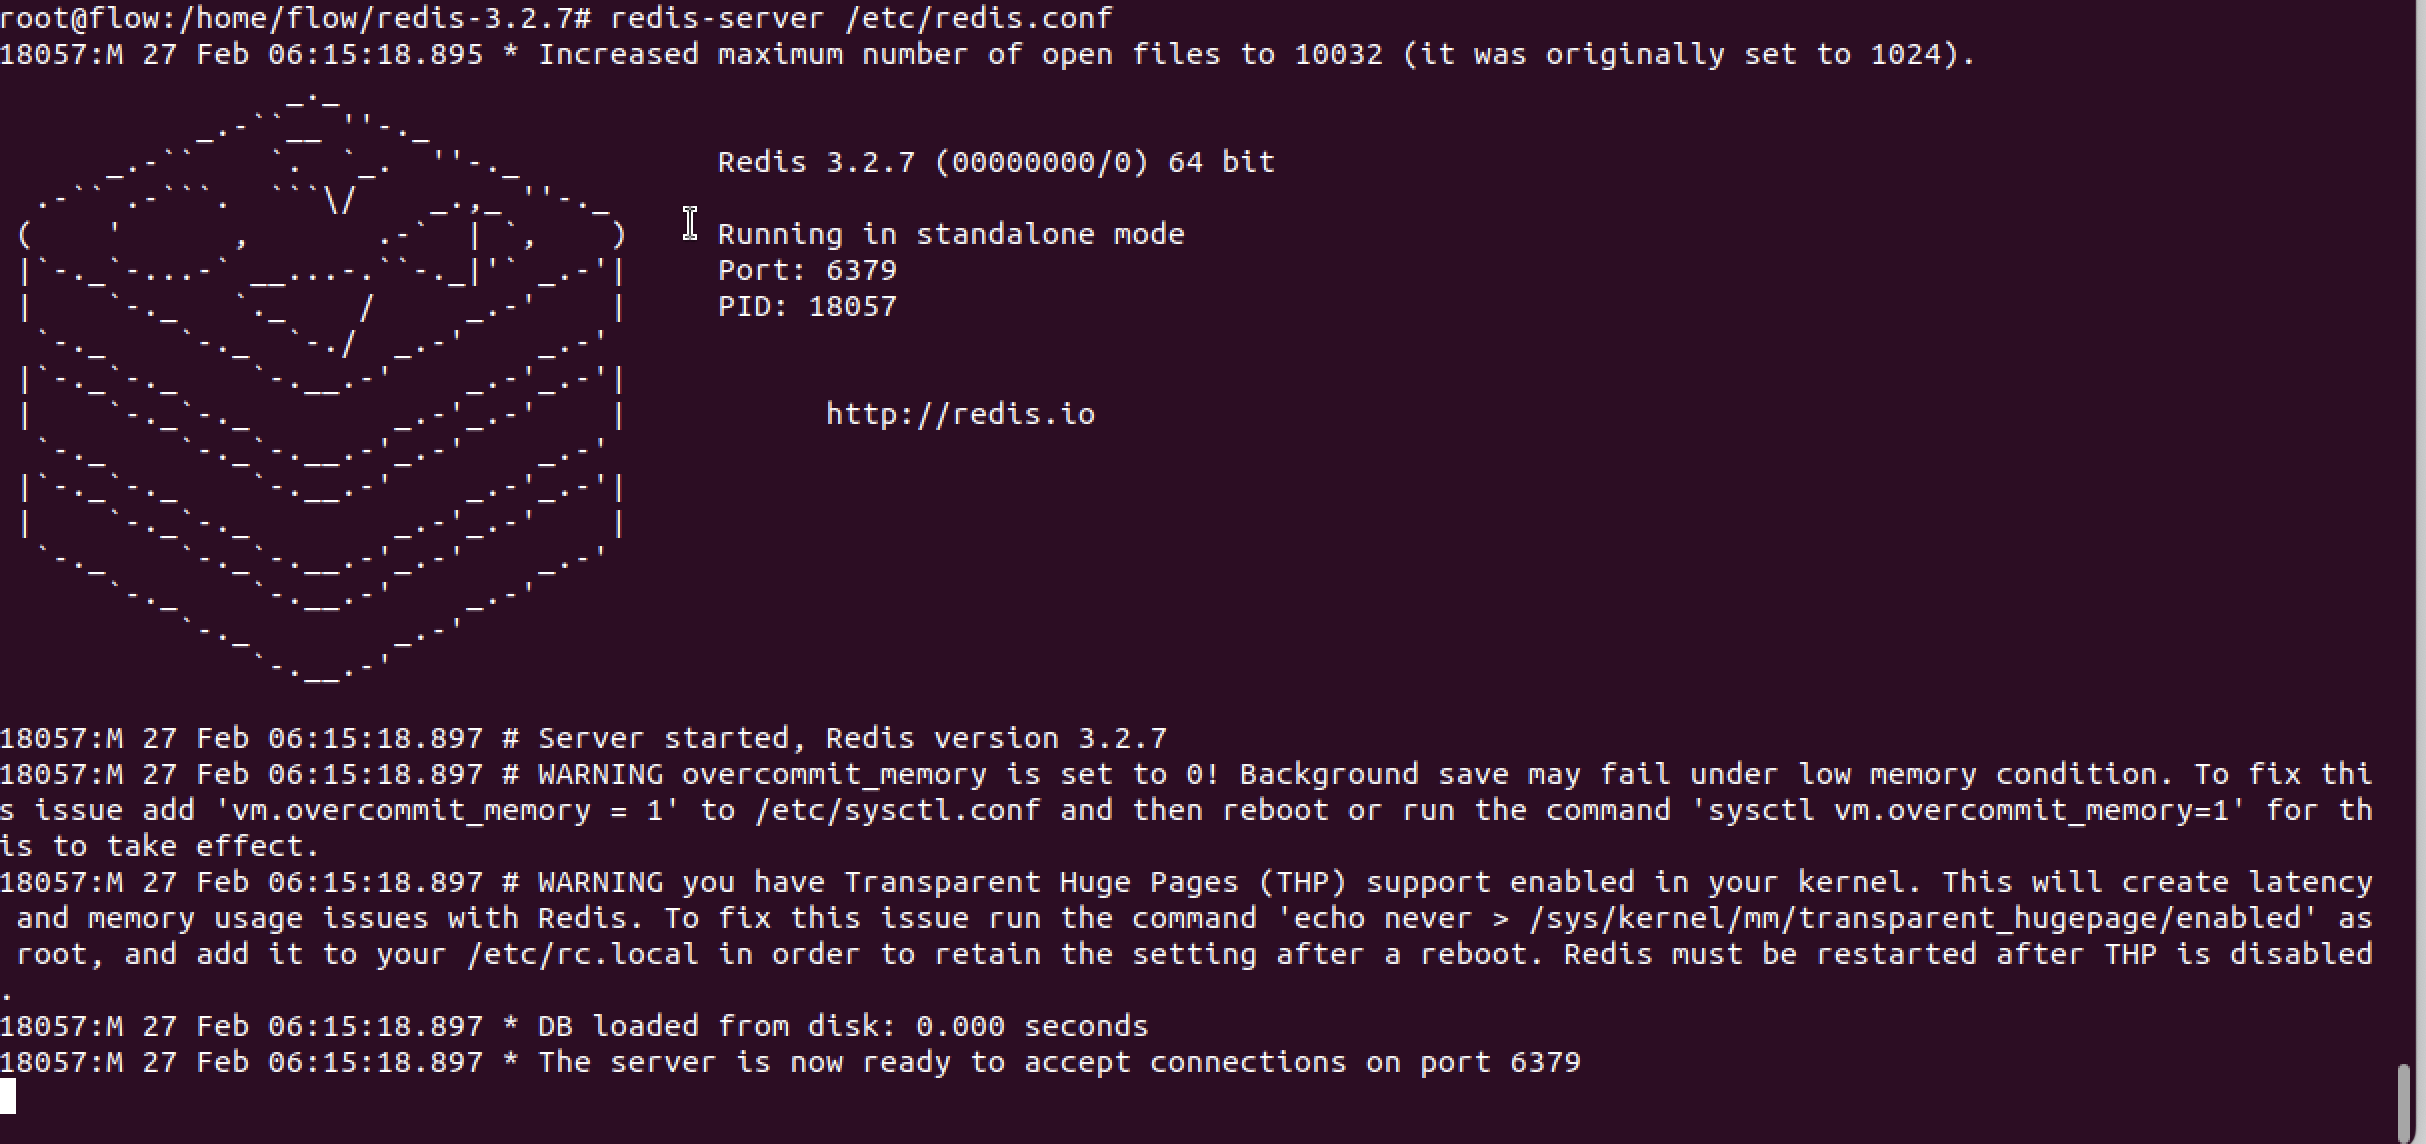 root@flow:/home/flow/redis-3.2.7# redis-server /etc/redis.conf
18057:M 27 Feb 06:15:18.895 * Increased maximum number of open files to 10032 (it was originally set to 1024).
Redis 3.2.7 (00000000/0) 64 bit
Running in standalone mode
Port: 6379
PID: 18057
http://redis.io
18057:M 27 Feb 06:15:18.897 # Server started, Redis version 3.2.7
18057:M 27 Feb 06:15:18.897 # WARNING overcommit_memory is set to 0! Background save may fail under low memory condition. To fix thi
s issue add 'vm.overcommit_memory = 1' to /etc/sysctl.conf and then reboot or run the command 'sysctl vm.overcommit_memory=1' for th
is to take effect.
18057:M 27 Feb 06:15:18.897 # WARNING you have Transparent Huge Pages (THP) support enabled in your kernel. This will create latency
 and memory usage issues with Redis. To fix this issue run the command 'echo never > /sys/kernel/mm/transparent_hugepage/enabled' as
 root, and add it to your /etc/rc.local in order to retain the setting after a reboot. Redis must be restarted after THP is disabled
.
18057:M 27 Feb 06:15:18.897 * DB loaded from disk: 0.000 seconds
18057:M 27 Feb 06:15:18.897 * The server is now ready to accept connections on port 6379